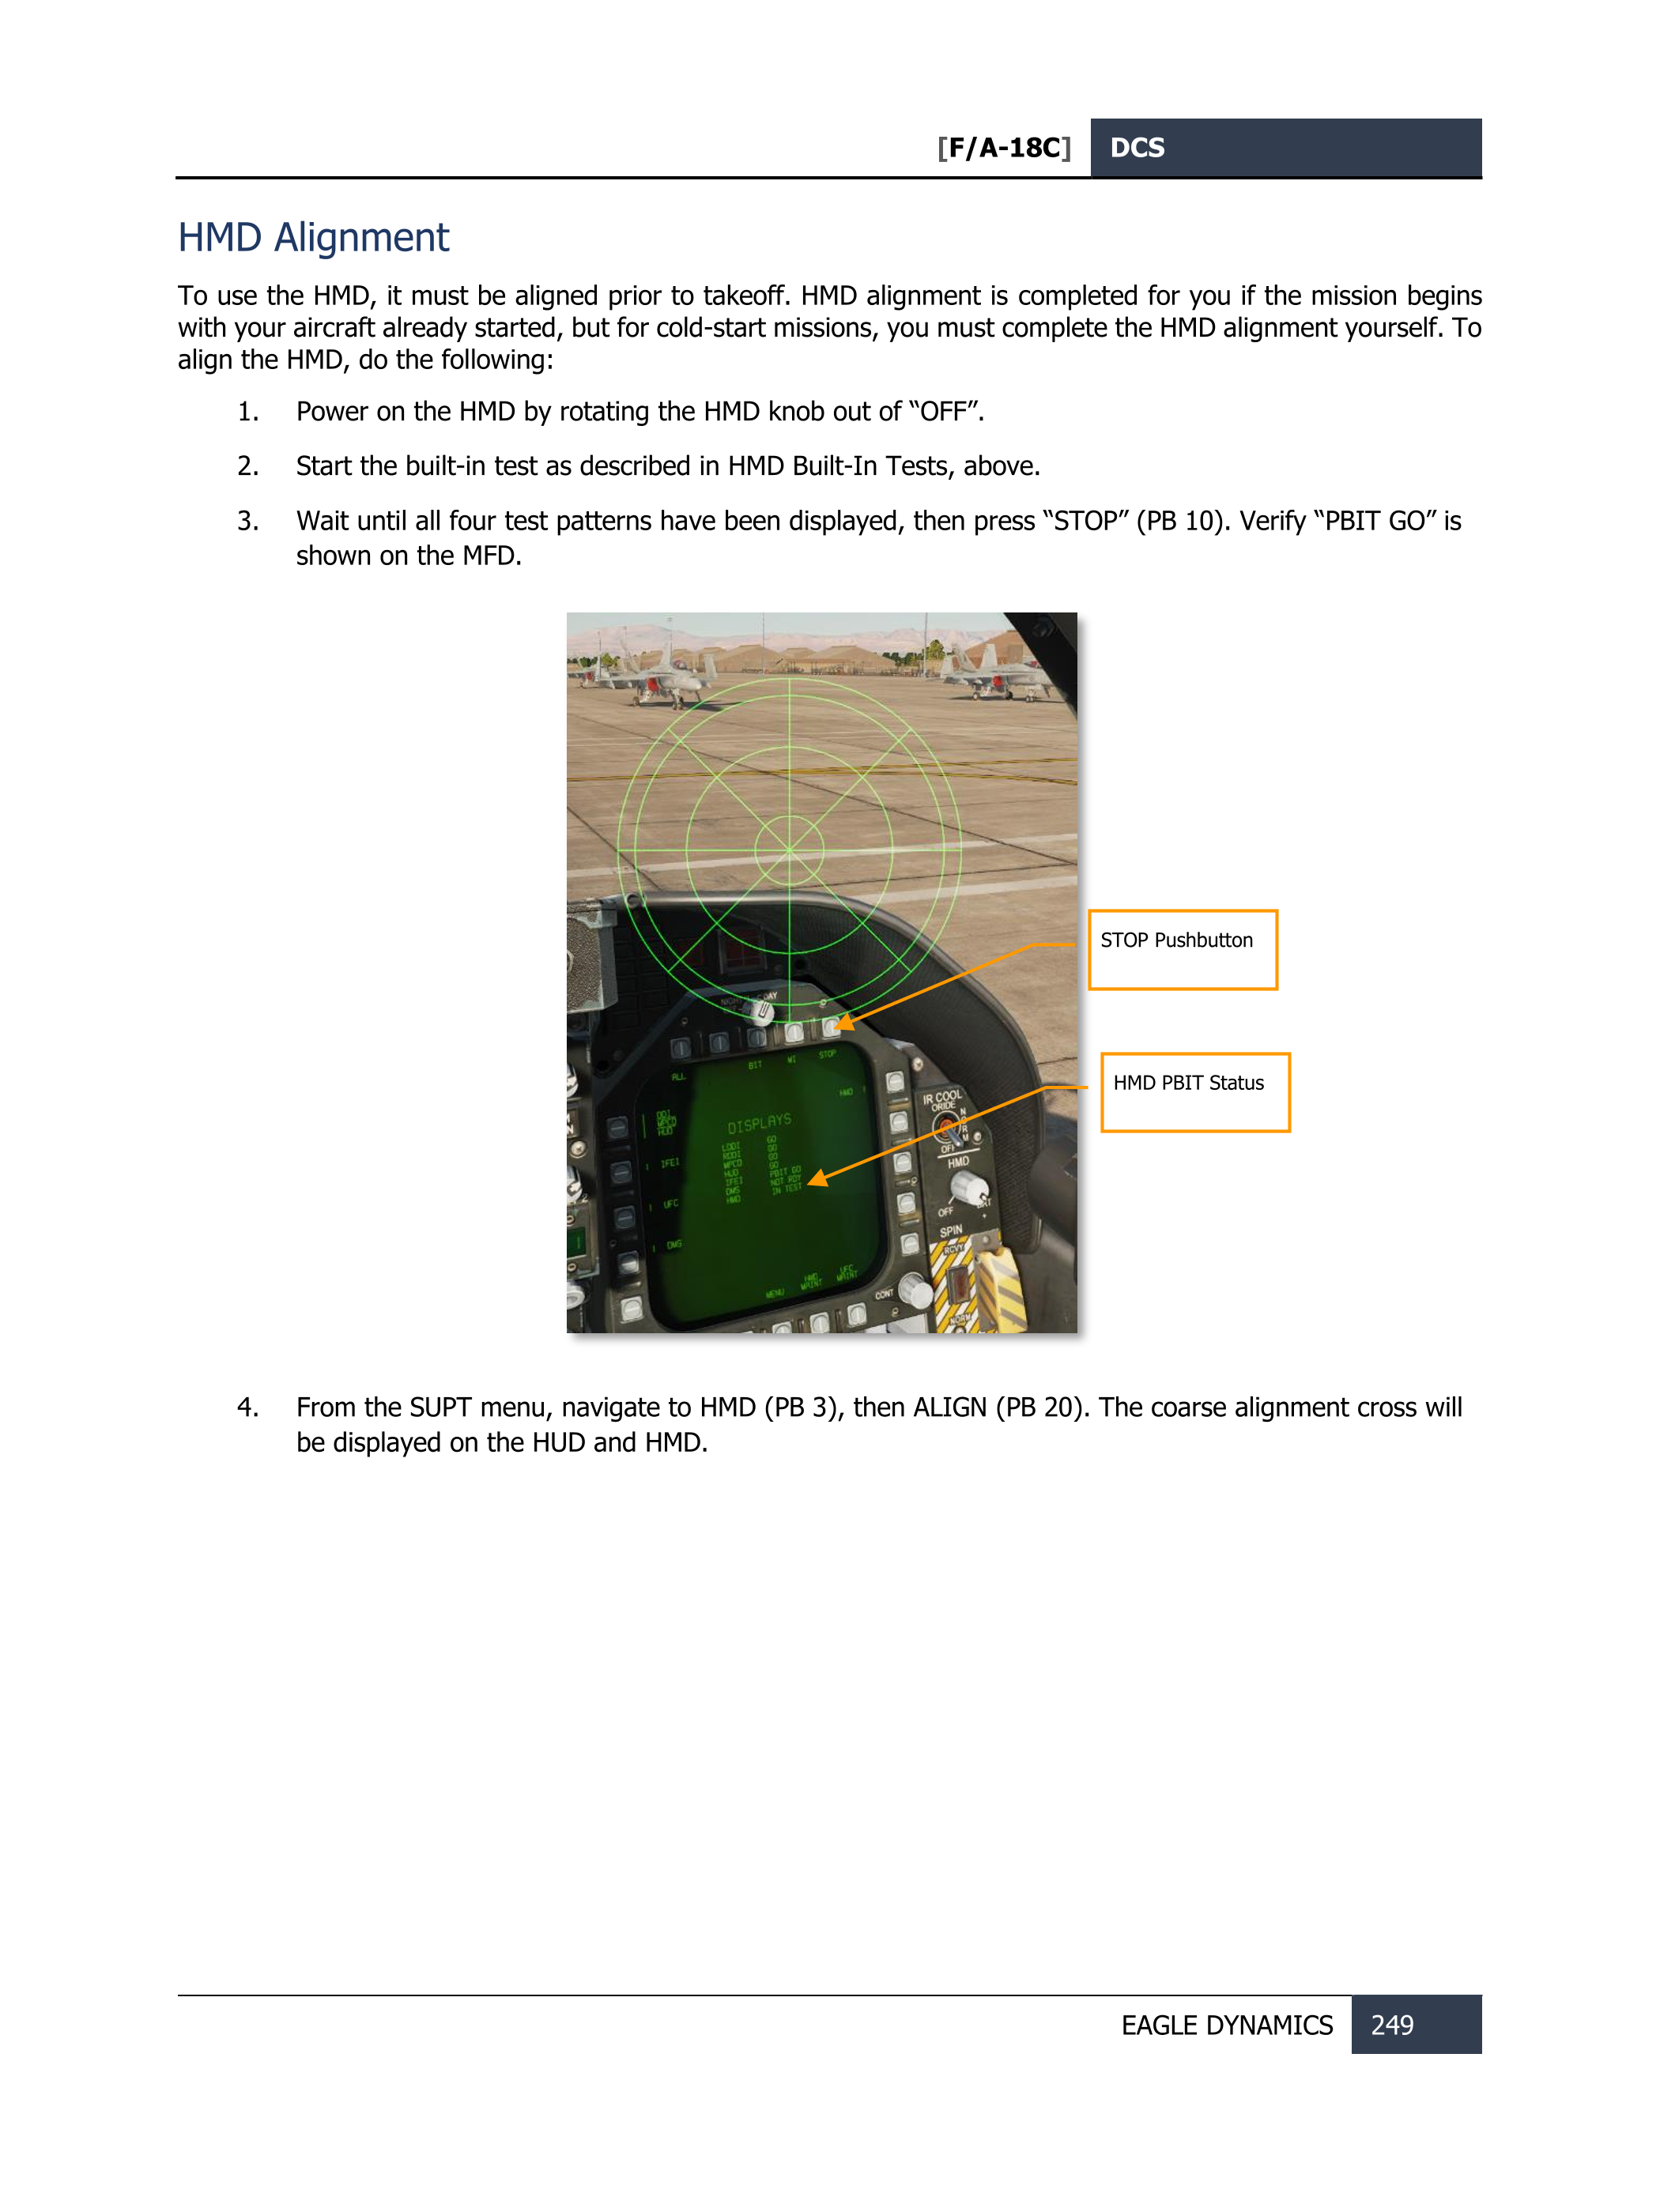 [F/A-18C] DCS
HMD Alignment
To use the HMD, it must be aligned prior to takeoff. HMD alignment is completed for you if the mission begins
with your aircraft already started, but for cold-start missions, you must complete the HMD alignment yourself. To
align the HMD, do the following:
1. Power on the HMD by rotating the HMD knob out of “OFF”.
2. Start the built-in test as described in HMD Built-In Tests, above.
3. Wait until all four test patterns have been displayed, then press “STOP” (PB 10). Verify “PBIT GO” is
shown on the MFD.
STOP Pushbutton
DAY
BIT MI STOP
ALL
HMD
HMD PBIT Status
IR COOL
ORIDE
NORM
OFF
DDI
MPCD
HUD
DISPLAYS
LDDI GO
RDDI GO
MPCD GO
HUD GO
IFEI PBIT GO
DMS NOT RDY
HMD IN TEST
IFEI
UFC
DMS
HMD
OFF BRT
SPIN
RCVY
MENU
HMD MAINT
UFC MAINT
CONT
NORM
4. From the SUPT menu, navigate to HMD (PB 3), then ALIGN (PB 20). The coarse alignment cross will
be displayed on the HUD and HMD.
EAGLE DYNAMICS 249